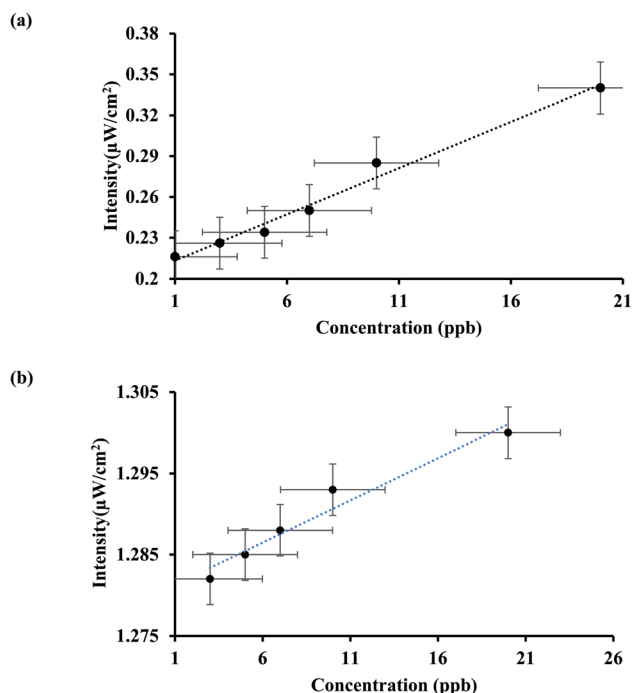 (a)
0.38
0.35
0.32
0.29
0.26
0.23
0.2
Intensity(µW/cm²)
1 6 11 16 21
Concentration (ppb)
(b)
1.305
1.295
1.285
1.275
Intensity(µW/cm²)
1 6 11 16 21 26
Concentration (ppb)